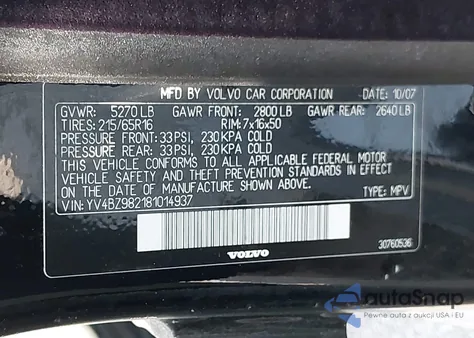 MFD BY VOLVO CAR CORPORATION DATE: 10/07
GVWR: 5270 LB GAWR FRONT: 2800 LB GAWR REAR: 2640 LB
TIRES: 215/65R16 RIM: 7x16x50
PRESSURE FRONT: 33 PSI, 230 KPA COLD
PRESSURE REAR: 33 PSI, 230 KPA COLD
THIS VEHICLE CONFORMS TO ALL APPLICABLE FEDERAL MOTOR
VEHICLE SAFETY AND THEFT PREVENTION STANDARDS IN EFFECT
ON THE DATE OF MANUFACTURE SHOWN ABOVE
VIN: YV4BZ982181014937 TYPE: MPV
VOLVO
30760536
autoSnap
Pewne auta z aukcji USA i EU